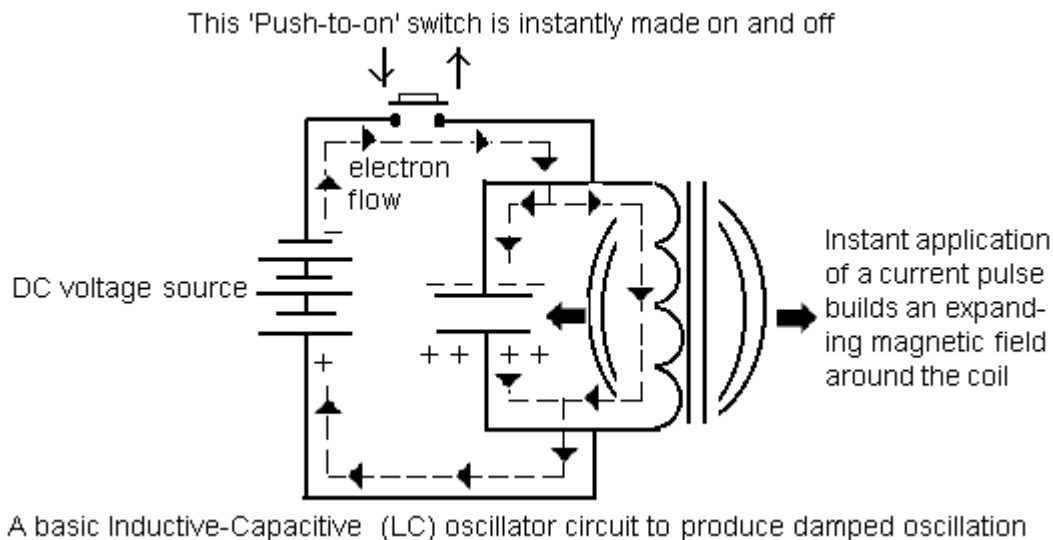 This 'Push-to-on' switch is instantly made on and off
electron
flow
−
DC voltage source
+
+ + + +
Instant application
of a current pulse
builds an expand-
ing magnetic field
around the coil
A basic Inductive-Capacitive (LC) oscillator circuit to produce damped oscillation